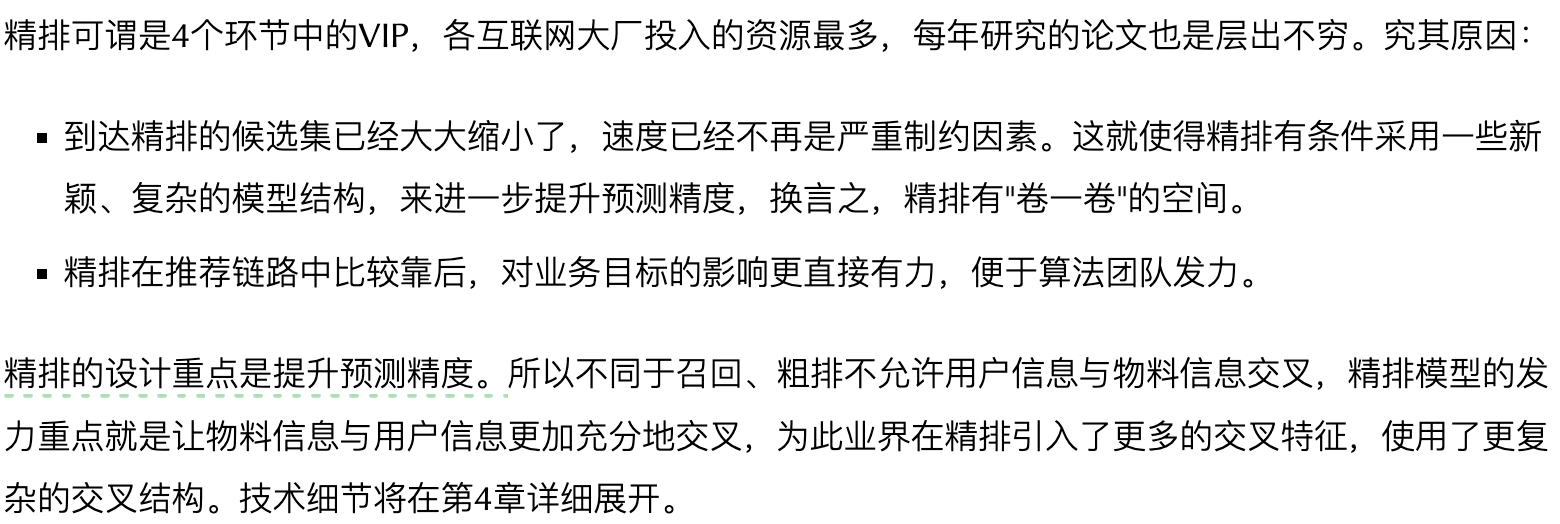 精排可谓是4个环节中的VIP，各互联网大厂投入的资源最多，每年研究的论文也是层出不穷。究其原因：
▪ 到达精排的候选集已经大大缩小了，速度已经不再是严重制约因素。这就使得精排有条件采用一些新
颖、复杂的模型结构，来进一步提升预测精度，换言之，精排有"卷一卷"的空间。
▪ 精排在推荐链路中比较靠后，对业务目标的影响更直接有力，便于算法团队发力。
精排的设计重点是提升预测精度。所以不同于召回、粗排不允许用户信息与物料信息交叉，精排模型的发
力重点就是让物料信息与用户信息更加充分地交叉，为此业界在精排引入了更多的交叉特征，使用了更复
杂的交叉结构。技术细节将在第4章详细展开。